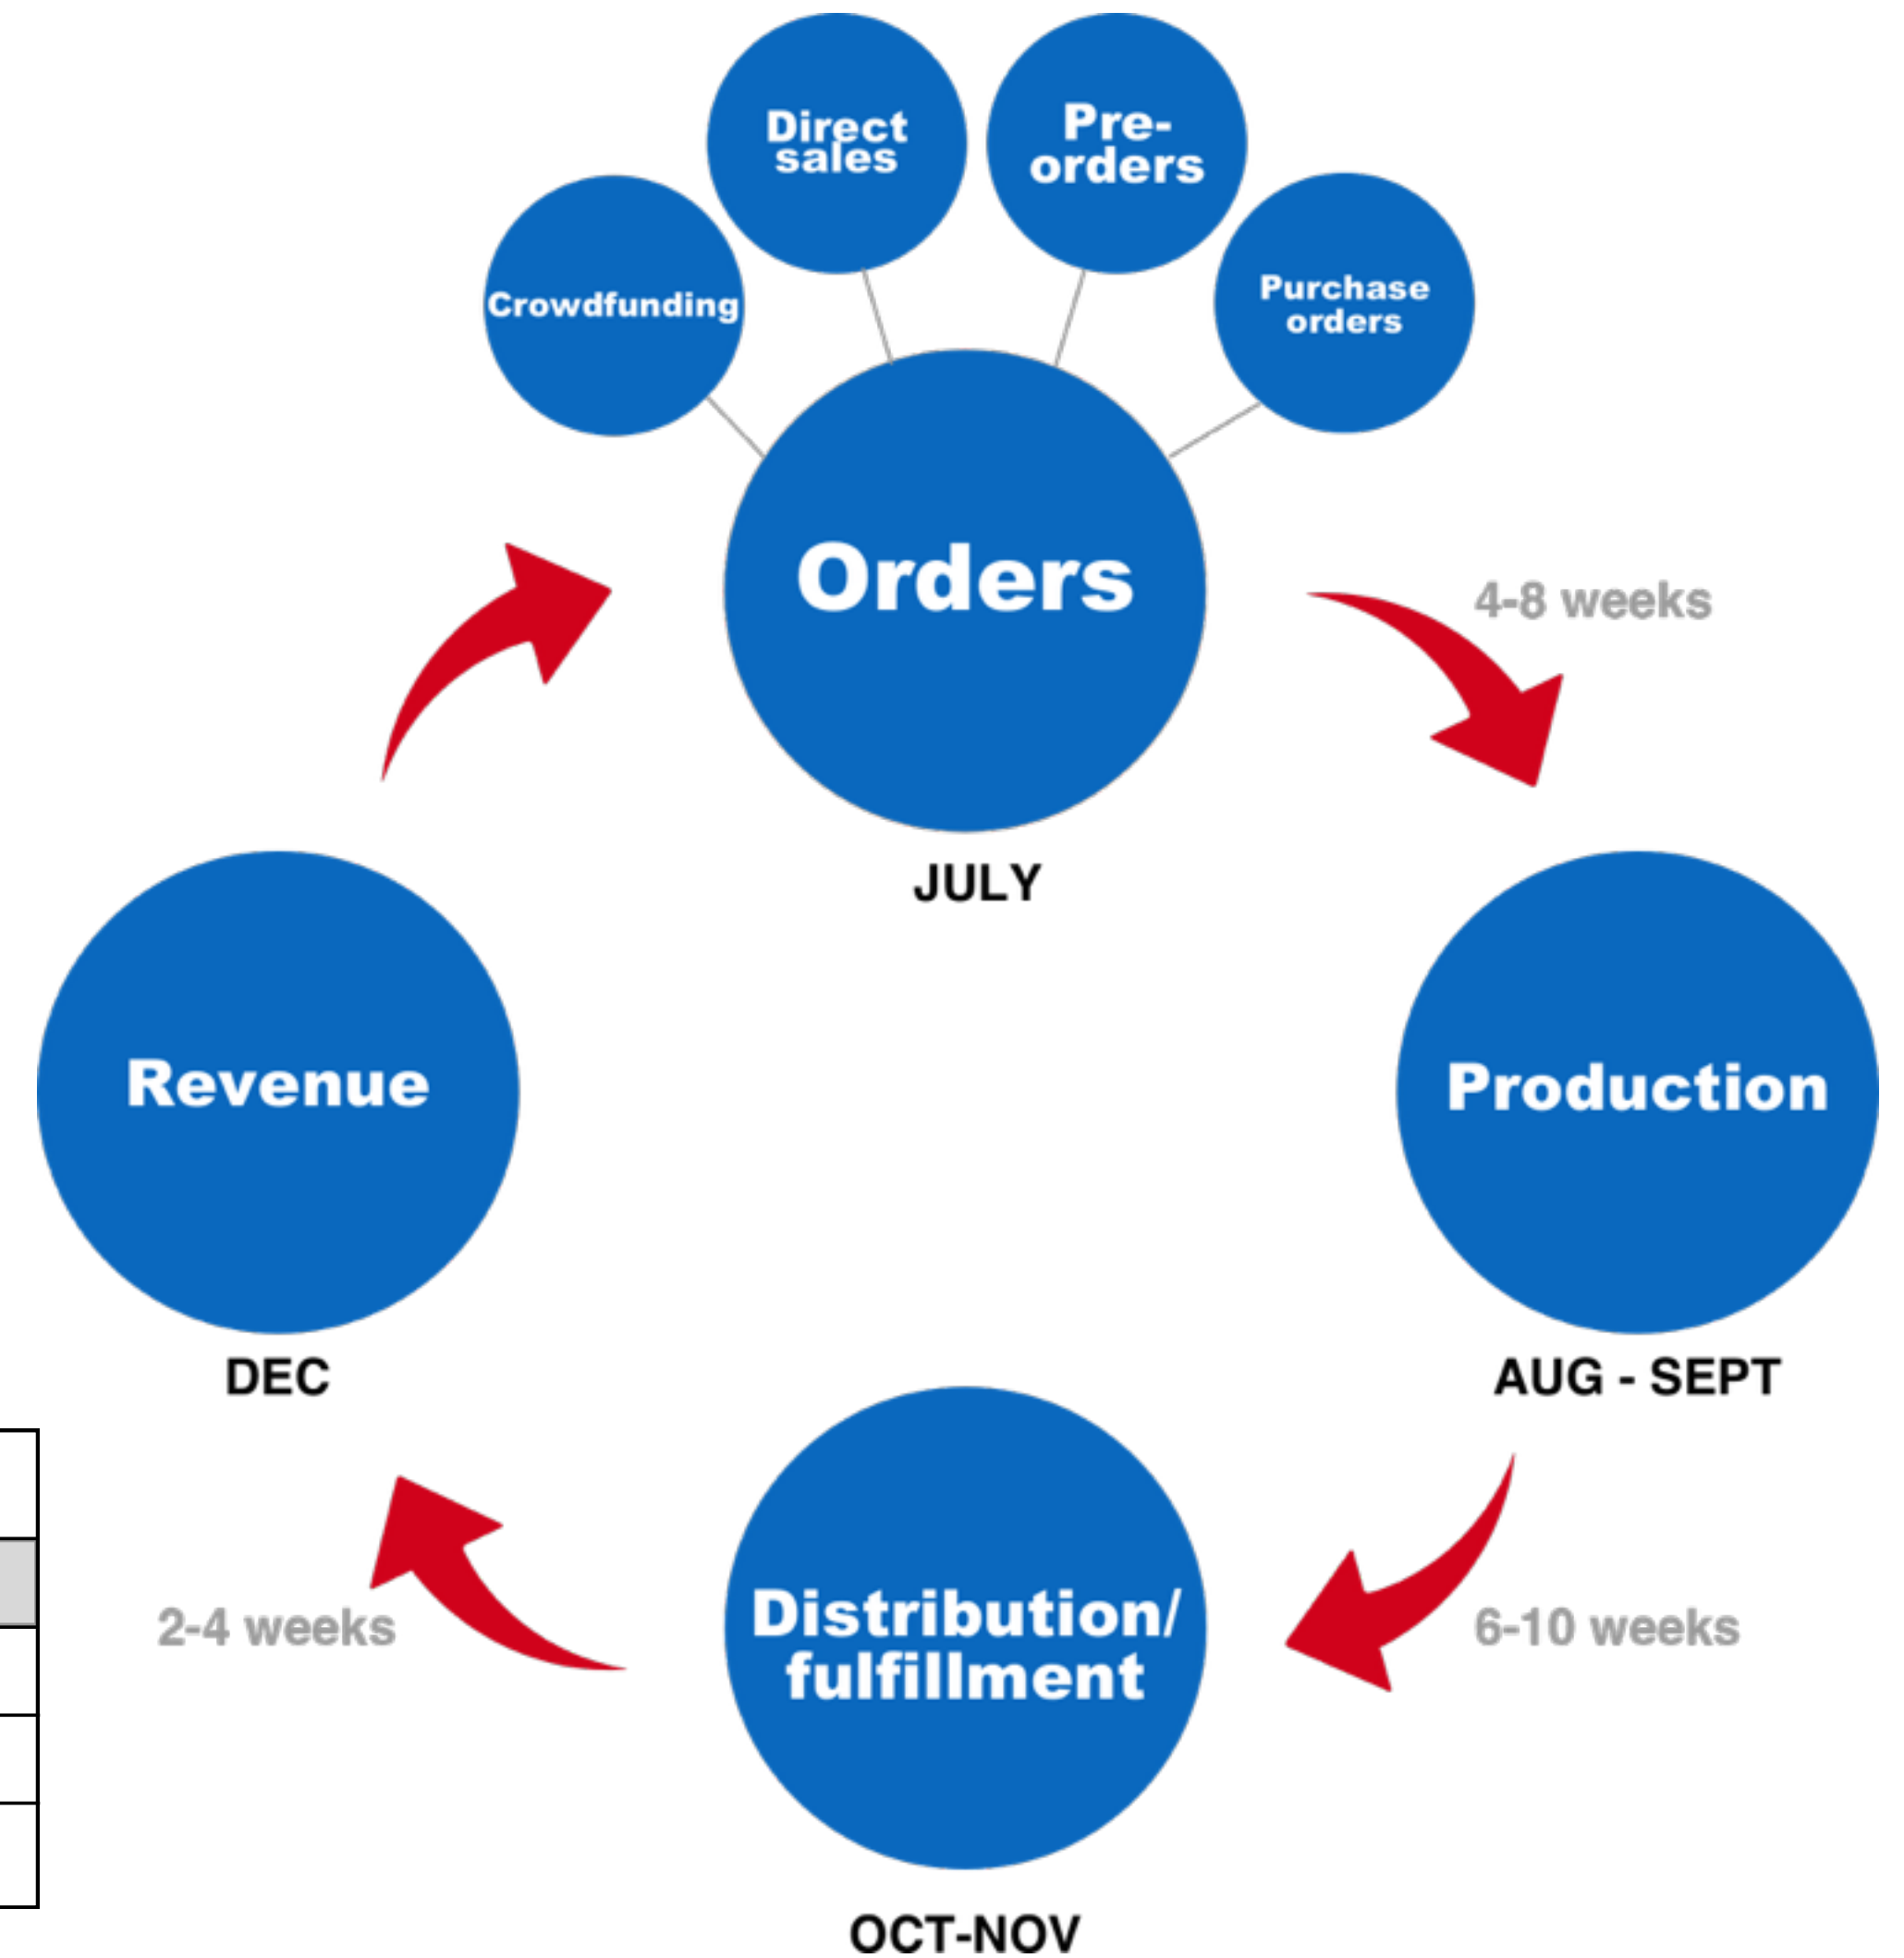 Direct
sales
Pre-
orders
Crowdfunding
Purchase
orders
Orders
4-8 weeks
JULY
Revenue
Production
DEC
AUG - SEPT
Distribution/
fulfillment
2-4 weeks
6-10 weeks
OCT-NOV